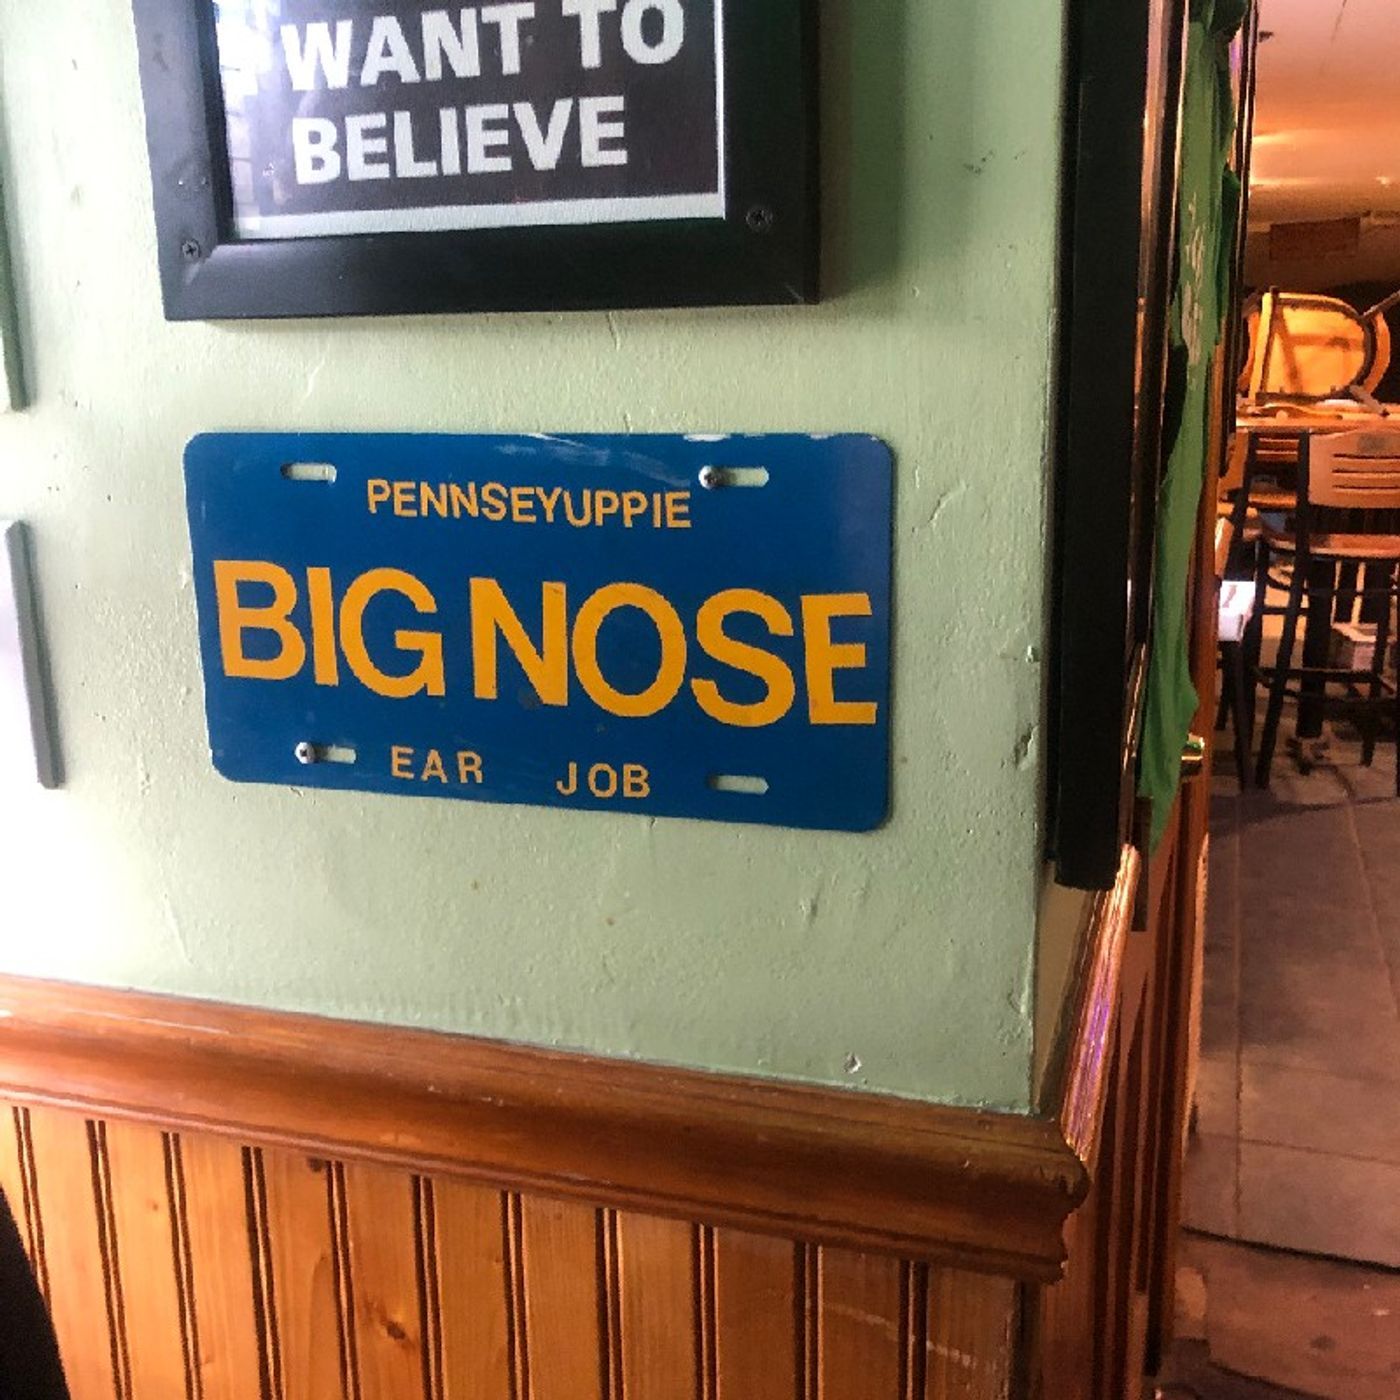 WANT TO
BELIEVE
PENNSEYUPPIE
BIG NOSE
EAR JOB